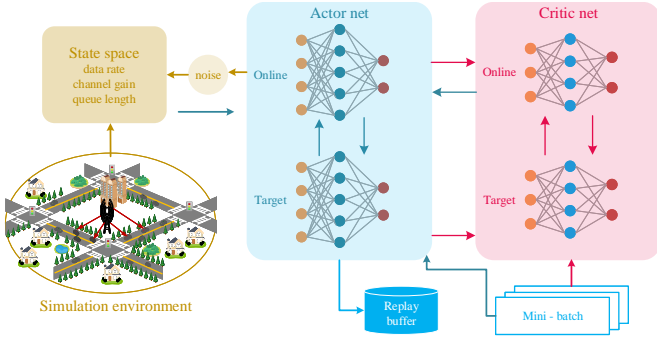 Actor net
Critic net
State space
data rate
channel gain
queue length
noise
Online
Online
Target
Target
Simulation environment
Replay
buffer
Mini - batch